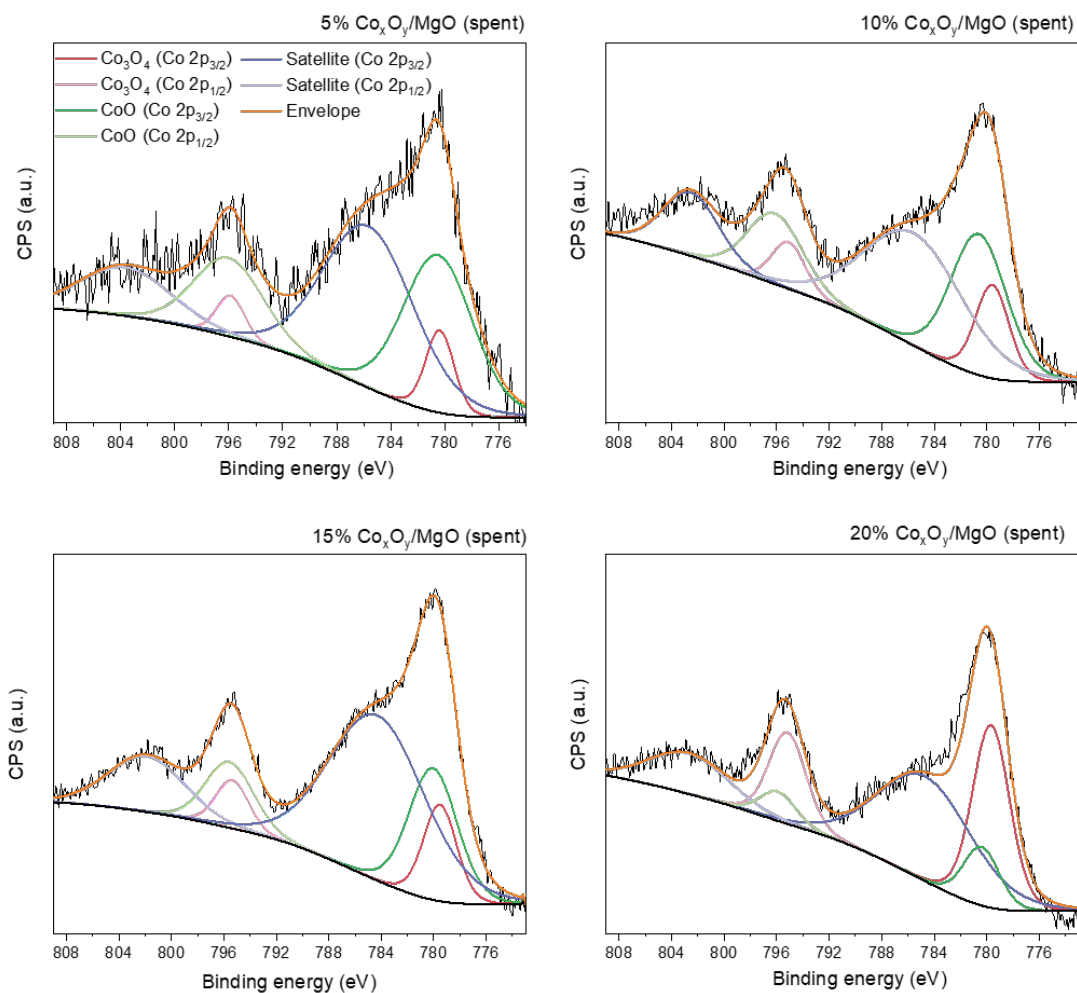 5% CoxOy/MgO (spent)
Co3O4 (Co 2p3/2)
Co3O4 (Co 2p1/2)
CoO (Co 2p3/2)
CoO (Co 2p1/2)
Satellite (Co 2p3/2)
Satellite (Co 2p1/2)
Envelope
CPS (a.u.)
808 804 800 796 792 788 784 780 776
Binding energy (eV)
10% CoxOy/MgO (spent)
CPS (a.u.)
808 804 800 796 792 788 784 780 776
Binding energy (eV)
15% CoxOy/MgO (spent)
CPS (a.u.)
808 804 800 796 792 788 784 780 776
Binding energy (eV)
20% CoxOy/MgO (spent)
CPS (a.u.)
808 804 800 796 792 788 784 780 776
Binding energy (eV)